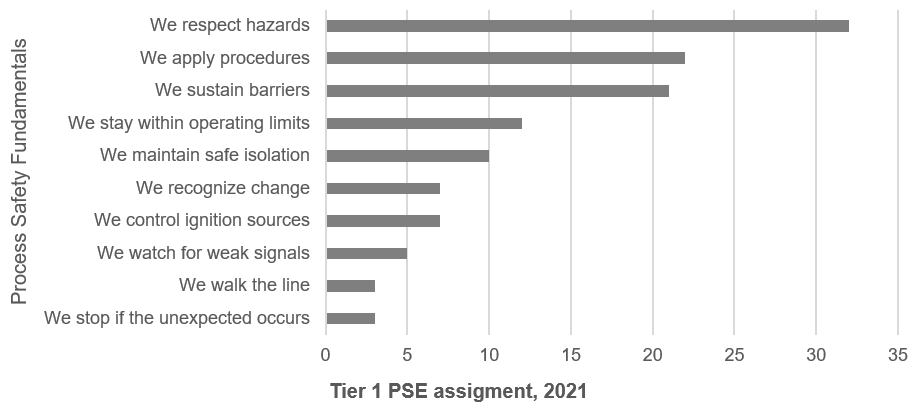 Process Safety Fundamentals
We respect hazards
We apply procedures
We sustain barriers
We stay within operating limits
We maintain safe isolation
We recognize change
We control ignition sources
We watch for weak signals
We walk the line
We stop if the unexpected occurs
0 5 10 15 20 25 30 35
Tier 1 PSE assigment, 2021